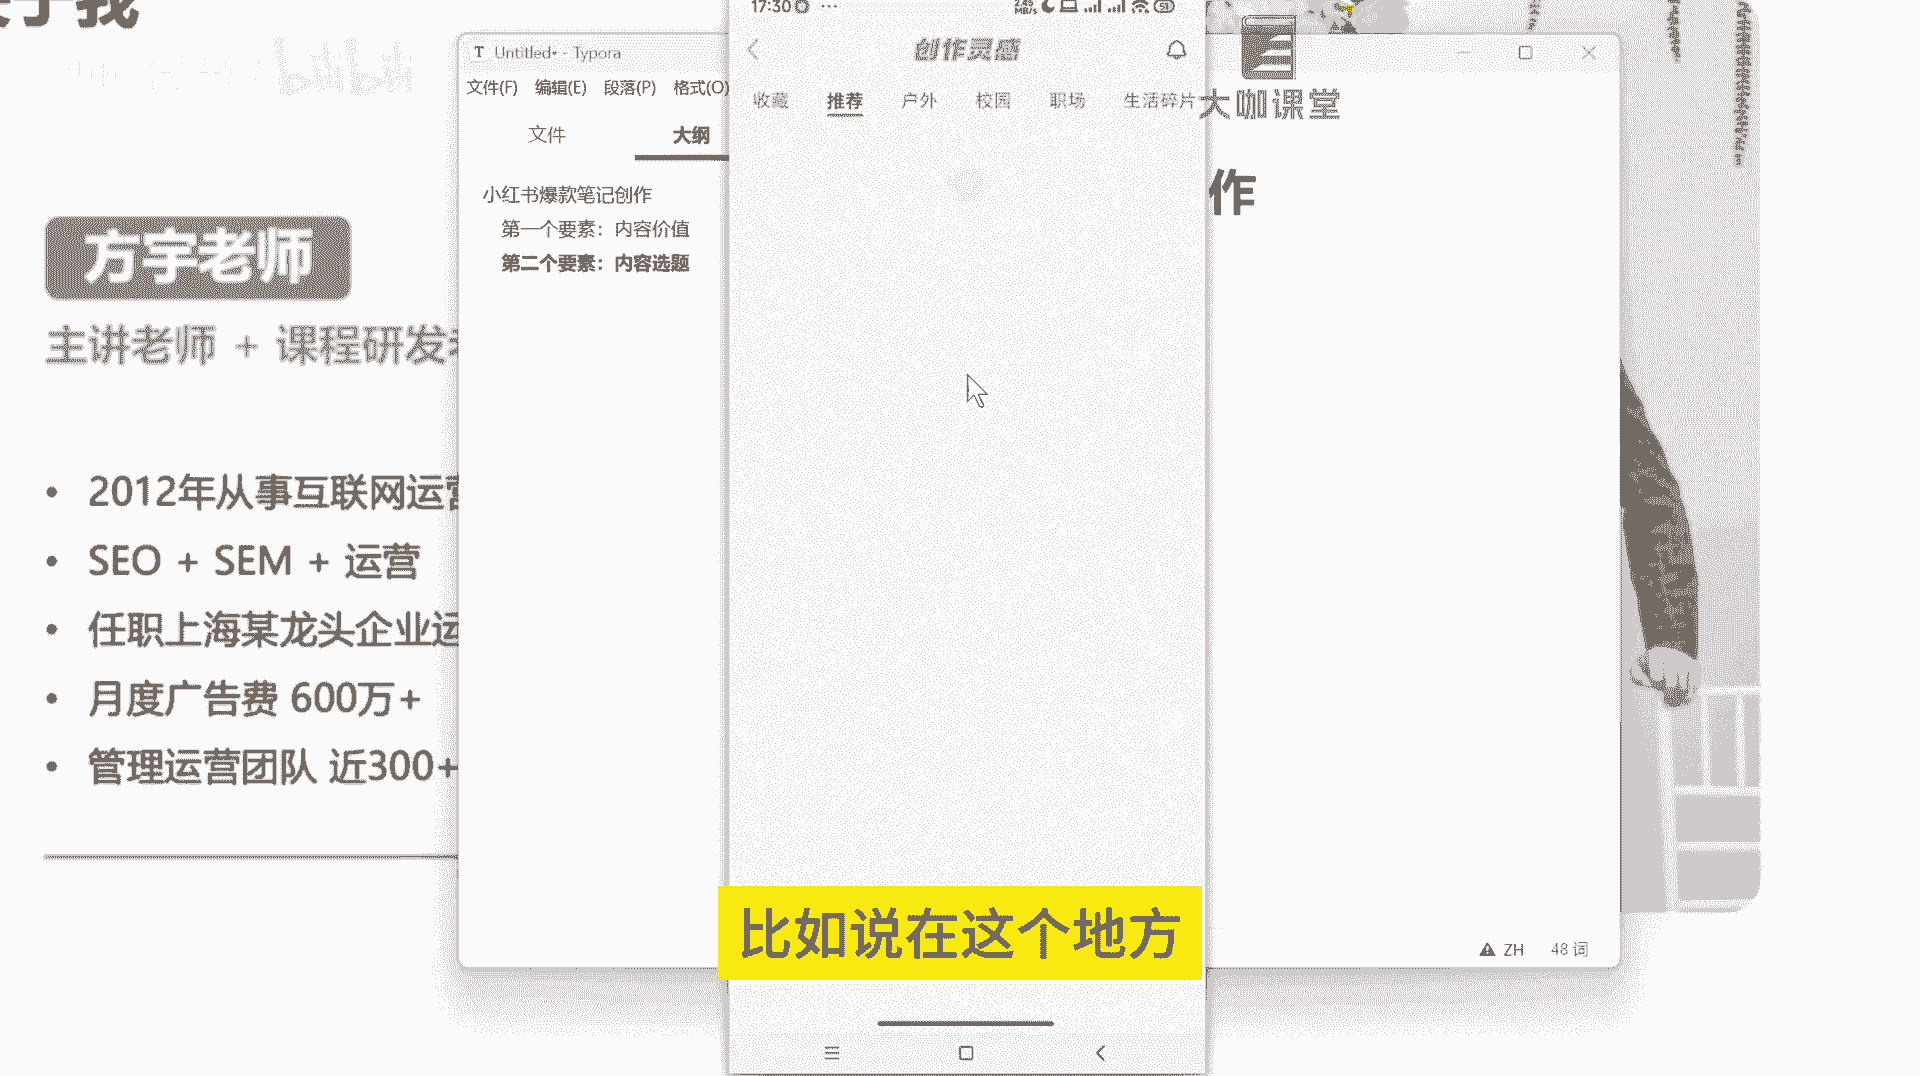 关于我
bilibili
方宇老师
主讲老师 + 课程研发
2012年从事互联网运营
SEO + SEM + 运营
任职上海某龙头企业运
月度广告费 600万+
管理运营团队 近300+
T Untitled• - Typora
文件(F) 编辑(E) 段落(P) 格式(O)
文件 大纲
小红书爆款笔记创作
第一个要素：内容价值
第二个要素：内容选题
17:30
2.45 MB/s
51
创作灵感
收藏 推荐 户外 校园 职场 生活碎片
大咖课堂
作
比如说在这个地方
ZH 48 词